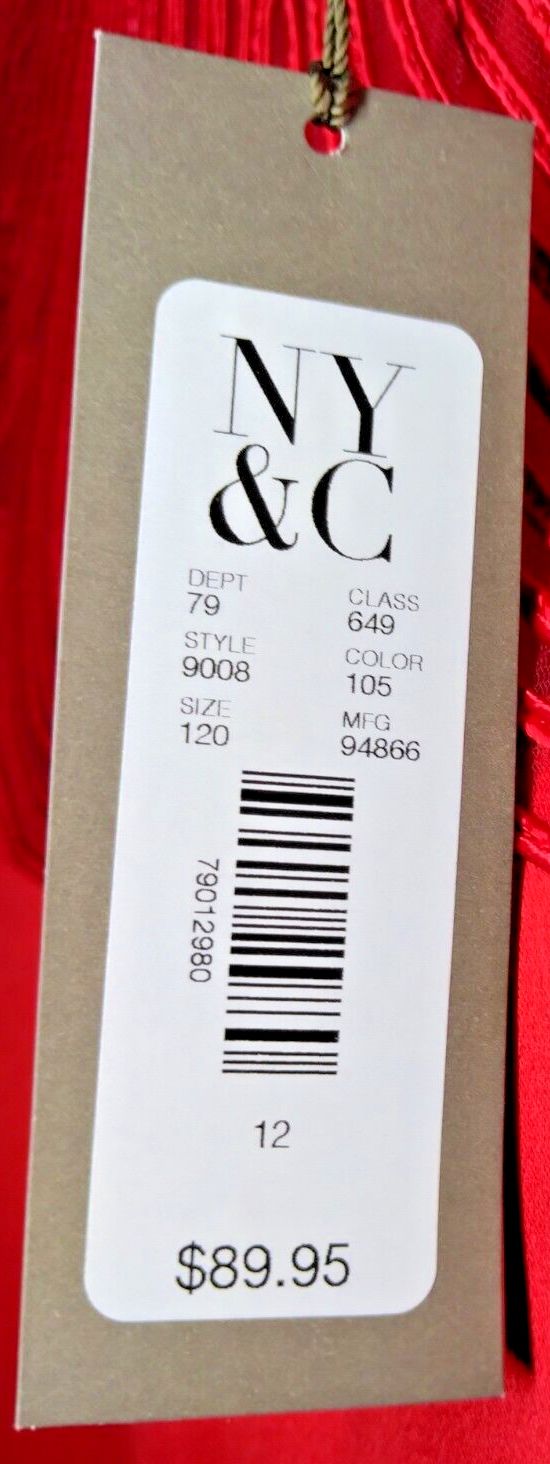 NY
&C
DEPT CLASS
79 649
STYLE COLOR
9008 105
SIZE MFG
120 94866
79012980
12
$89.95